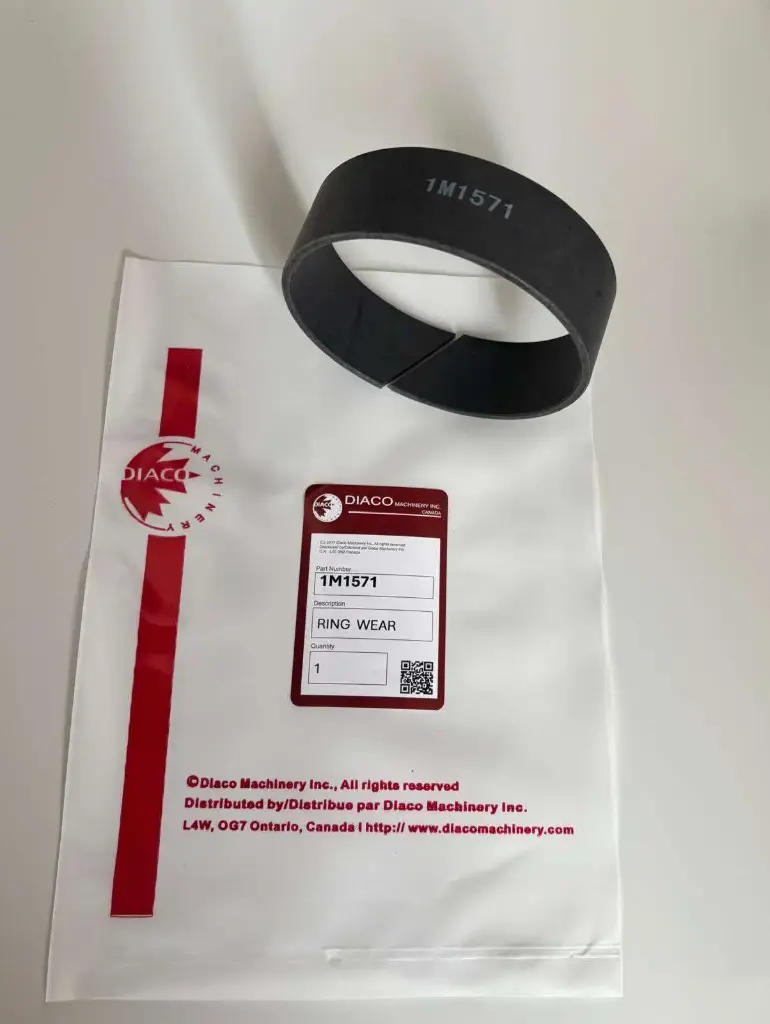 1M1571
DIACO
MACHINERY
DIACO
DIACO MACHINERY INC.
CANADA
Part Number
1M1571
Description
RING WEAR
Quantity
1
©Diaco Machinery Inc., All rights reserved
Distributed by/Distribue par Diaco Machinery Inc.
L4W, OG7 Ontario, Canada I http:// www.diacomachinery.com